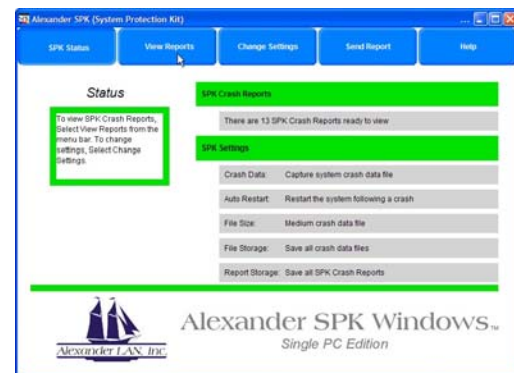 Alexander SPK (System Protection Kit)
SPK Status
View Reports
Change Settings
Send Report
Help
Status
To view SPK Crash Reports,
Select View Reports from the
menu bar. To change
settings, Select Change
Settings.
SPK Crash Reports
There are 13 SPK Crash Reports ready to view
SPK Settings
Crash Data: Capture system crash data file
Auto Restart: Restart the system following a crash
File Size: Medium crash data file
File Storage: Save all crash data files
Report Storage: Save all SPK Crash Reports
Alexander LAN, Inc.
Alexander SPK Windows™
Single PC Edition